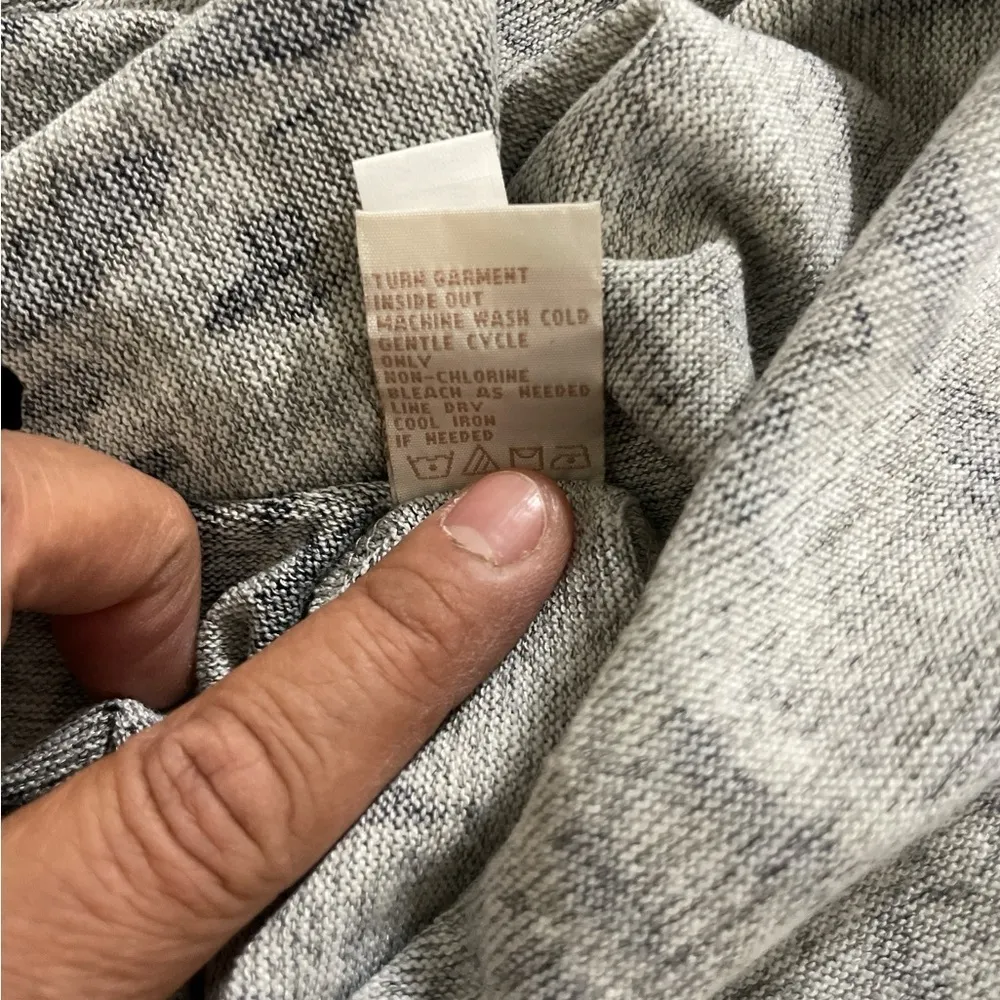 TURN GARMENT
INSIDE OUT
MACHINE WASH COLD
GENTLE CYCLE
ONLY
NON-CHLORINE
BLEACH AS NEEDED
LINE DRY
COOL IRON
IF NEEDED